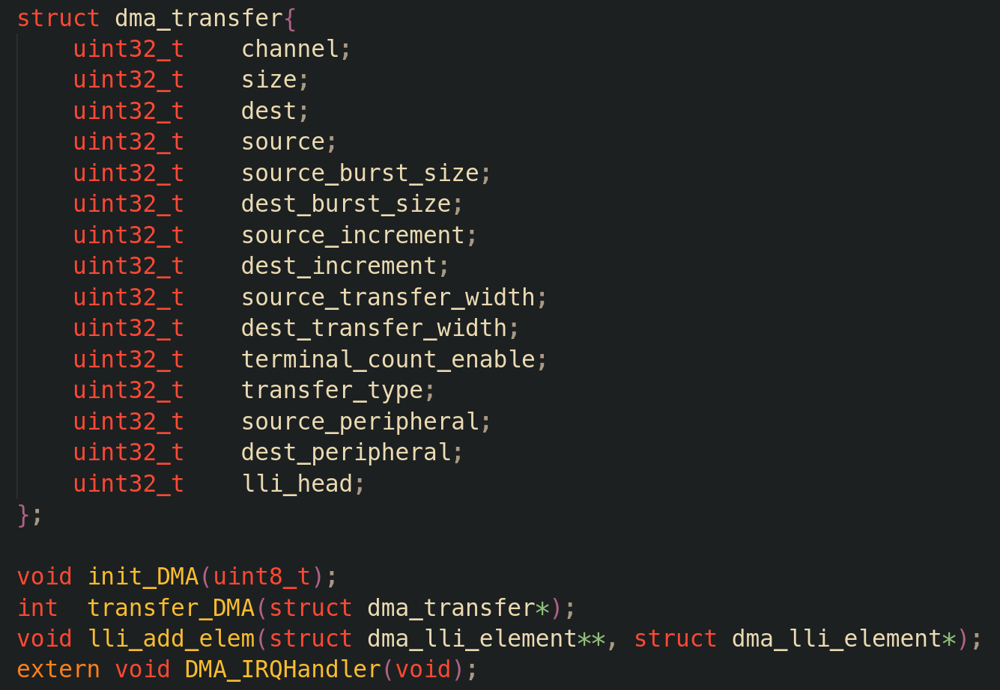 struct dma_transfer{
    uint32_t    channel;
    uint32_t    size;
    uint32_t    dest;
    uint32_t    source;
    uint32_t    source_burst_size;
    uint32_t    dest_burst_size;
    uint32_t    source_increment;
    uint32_t    dest_increment;
    uint32_t    source_transfer_width;
    uint32_t    dest_transfer_width;
    uint32_t    terminal_count_enable;
    uint32_t    transfer_type;
    uint32_t    source_peripheral;
    uint32_t    dest_peripheral;
    uint32_t    lli_head;
};

void init_DMA(uint8_t);
int  transfer_DMA(struct dma_transfer*);
void lli_add_elem(struct dma_lli_element**, struct dma_lli_element*);
extern void DMA_IRQHandler(void);